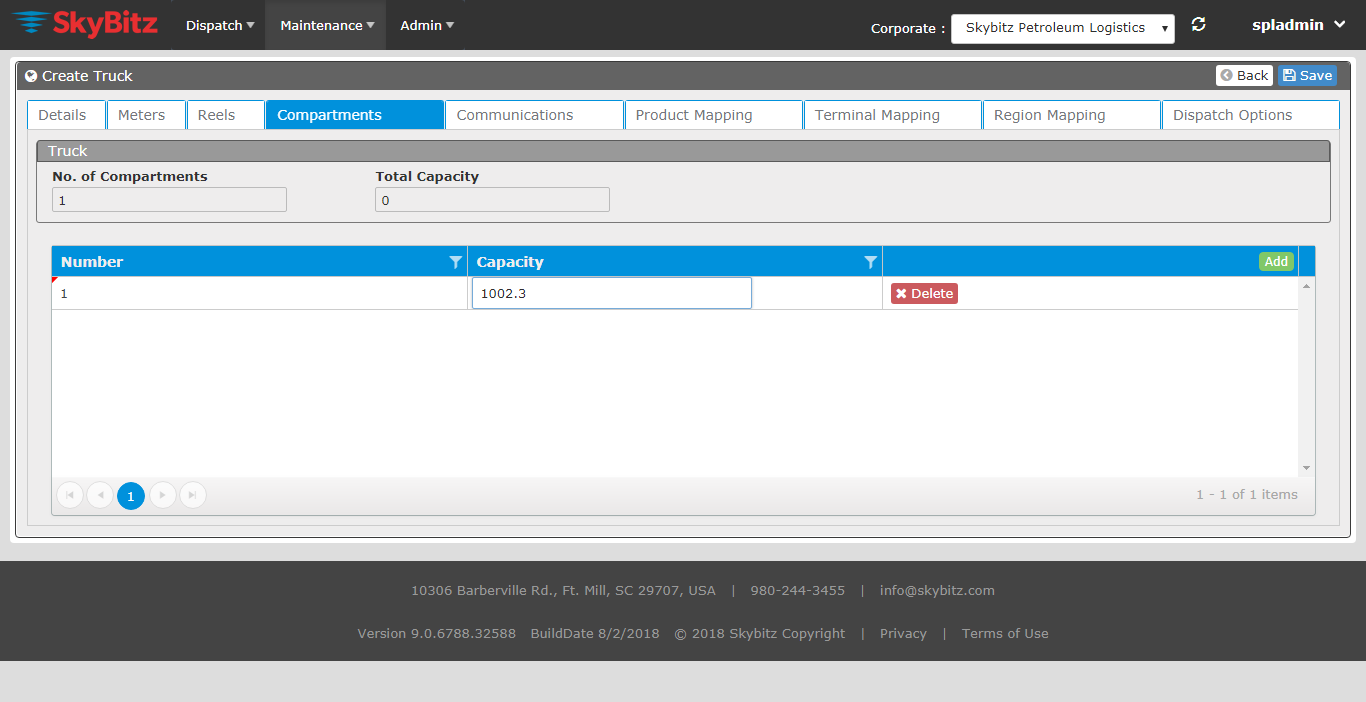 SkyBitz Dispatch Maintenance Admin Corporate : Skybitz Petroleum Logistics spladmin
Create Truck Back Save
Details Meters Reels Compartments Communications Product Mapping Terminal Mapping Region Mapping Dispatch Options
Truck
No. of Compartments Total Capacity
1 0
Number Capacity Add
1 1002.3 Delete
1 1 - 1 of 1 items
10306 Barberville Rd., Ft. Mill, SC 29707, USA | 980-244-3455 | info@skybitz.com
Version 9.0.6788.32588 BuildDate 8/2/2018 © 2018 Skybitz Copyright | Privacy | Terms of Use